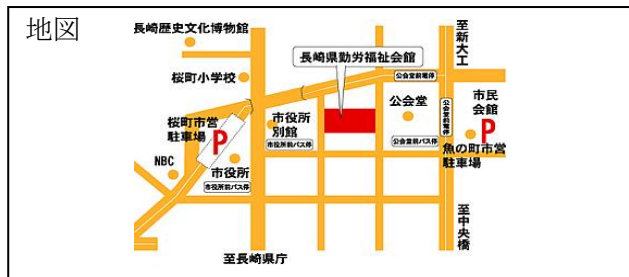 地図
長崎歴史文化博物館
至新大工
長崎県勤労福祉会館
桜町小学校
公会堂前電停
公会堂
市民
会館
P
公会堂前電停
桜町市営
駐車場
P
市役所
別館
市役所前バス停
公会堂前バス停
魚の町市営
駐車場
NBC
市役所
市役所前バス停
至中央橋
至長崎県庁